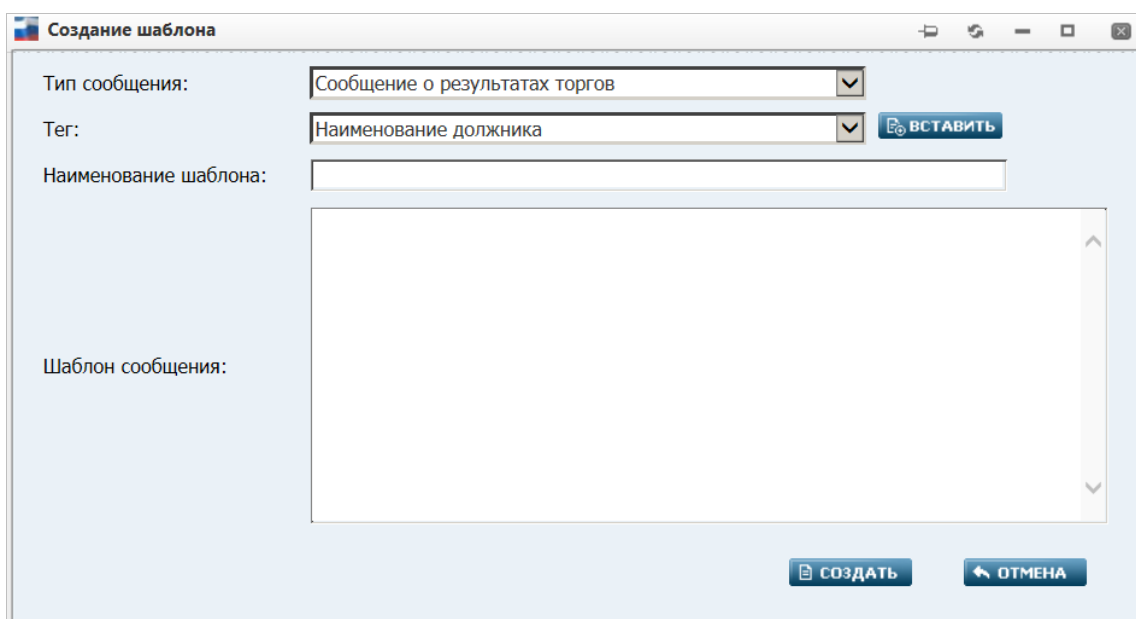 Создание шаблона
Тип сообщения: Сообщение о результатах торгов
Тег: Наименование должника ВСТАВИТЬ
Наименование шаблона:
Шаблон сообщения:
СОЗДАТЬ ОТМЕНА